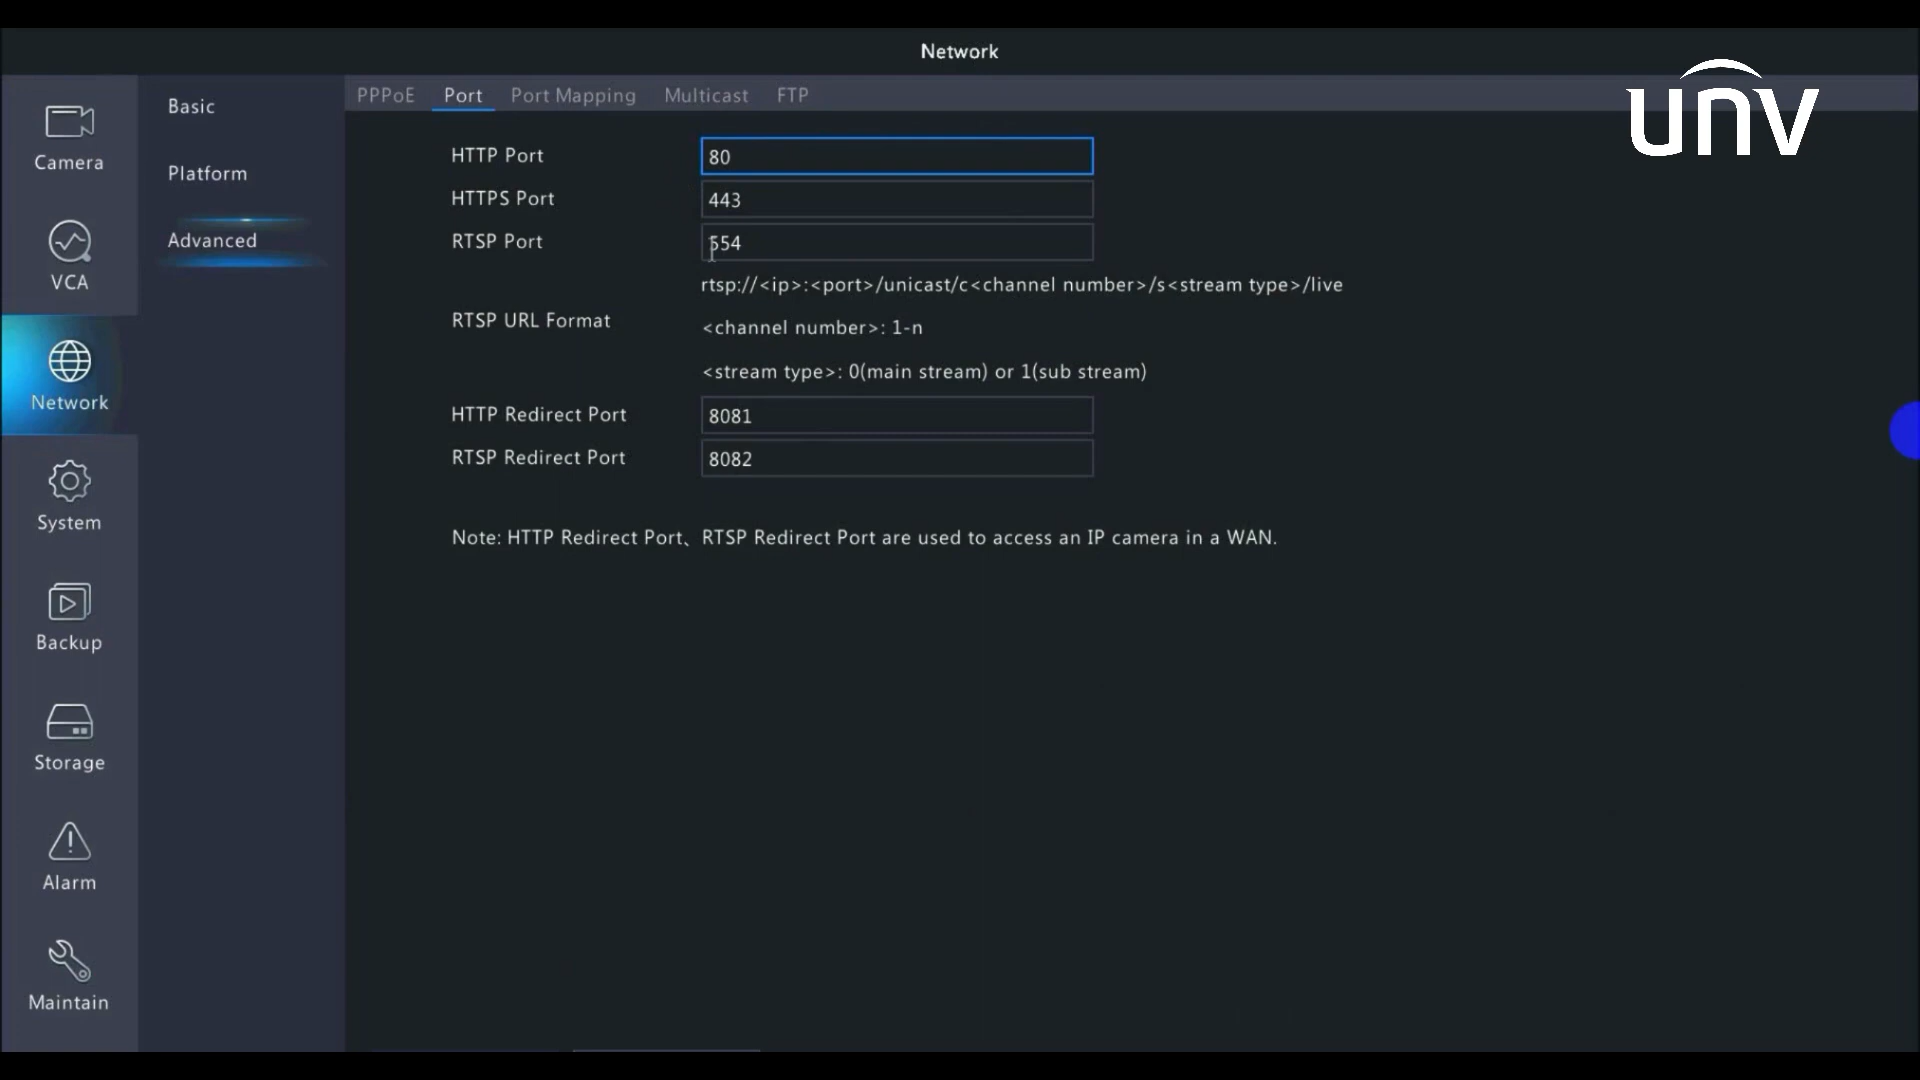 Network
unv
Camera
VCA
Network
System
Backup
Storage
Alarm
Maintain
Basic
Platform
Advanced
PPPoE Port Port Mapping Multicast FTP
HTTP Port 80
HTTPS Port 443
RTSP Port 554
rtsp://<ip>:<port>/unicast/c<channel number>/s<stream type>/live
RTSP URL Format
<channel number>: 1-n
<stream type>: 0(main stream) or 1(sub stream)
HTTP Redirect Port 8081
RTSP Redirect Port 8082
Note: HTTP Redirect Port、RTSP Redirect Port are used to access an IP camera in a WAN.